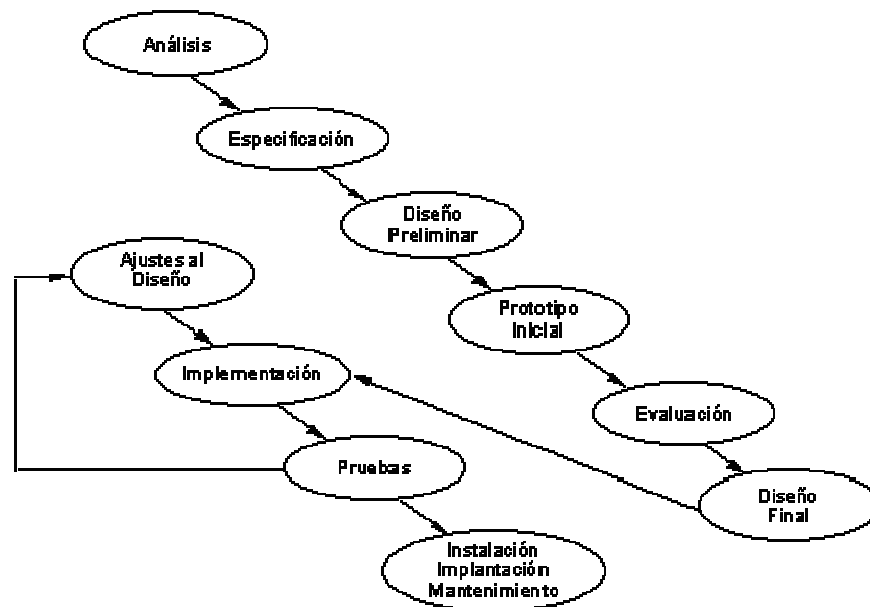 Análisis
Especificación
Diseño
Preliminar
Prototipo
Inicial
Evaluación
Diseño
Final
Ajustes al
Diseño
Implementación
Pruebas
Instalación
Implantación
Mantenimiento